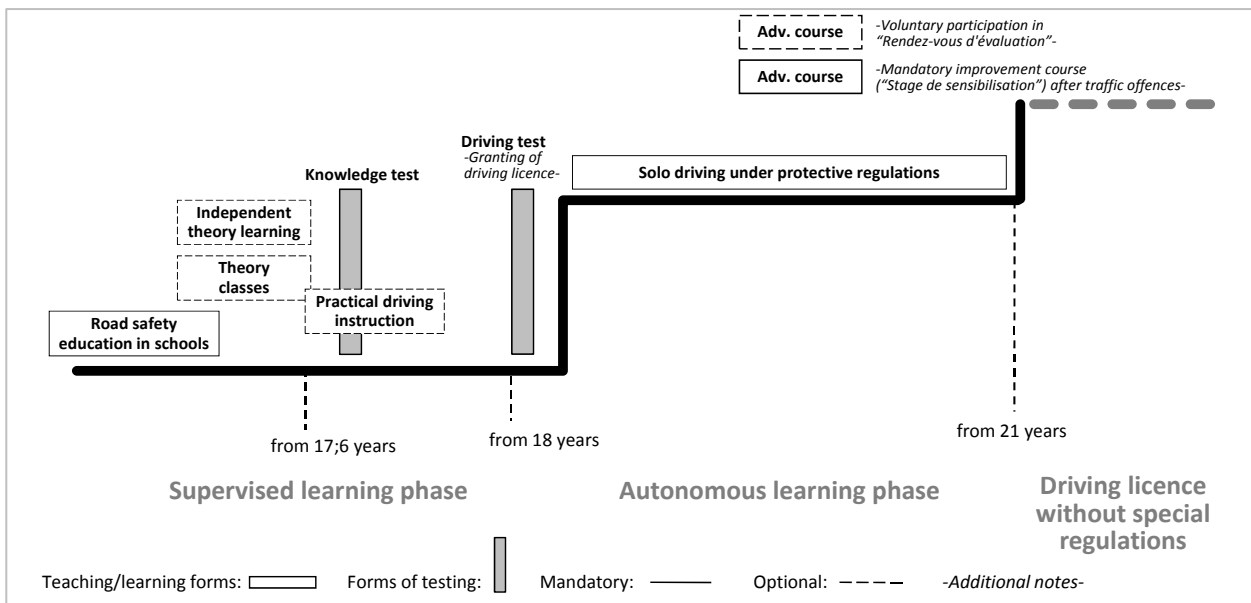 Adv. course
-Voluntary participation in
“Rendez-vous d'évaluation”-
Adv. course
-Mandatory improvement course
(“Stage de sensibilisation”) after traffic offences-
Driving test
-Granting of
driving licence-
Knowledge test
Solo driving under protective regulations
Independent
theory learning
Theory
classes
Practical driving
instruction
Road safety
education in schools
from 17;6 years
from 18 years
from 21 years
Supervised learning phase
Autonomous learning phase
Driving licence
without special
regulations
Teaching/learning forms:
Forms of testing:
Mandatory:
Optional:
-Additional notes-